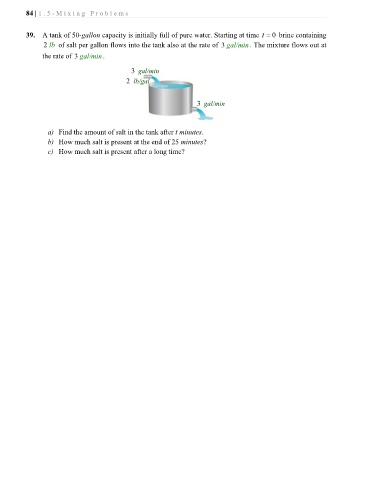 84 | 1.5-Mixing Problems
39. A tank of 50-gallon capacity is initially full of pure water. Starting at time t = 0 brine containing
2 lb of salt per gallon flows into the tank also at the rate of 3 gal/min. The mixture flows out at
the rate of 3 gal/min.
3 gal/min
2 lb/gal
3 gal/min
a) Find the amount of salt in the tank after t minutes.
b) How much salt is present at the end of 25 minutes?
c) How much salt is present after a long time?